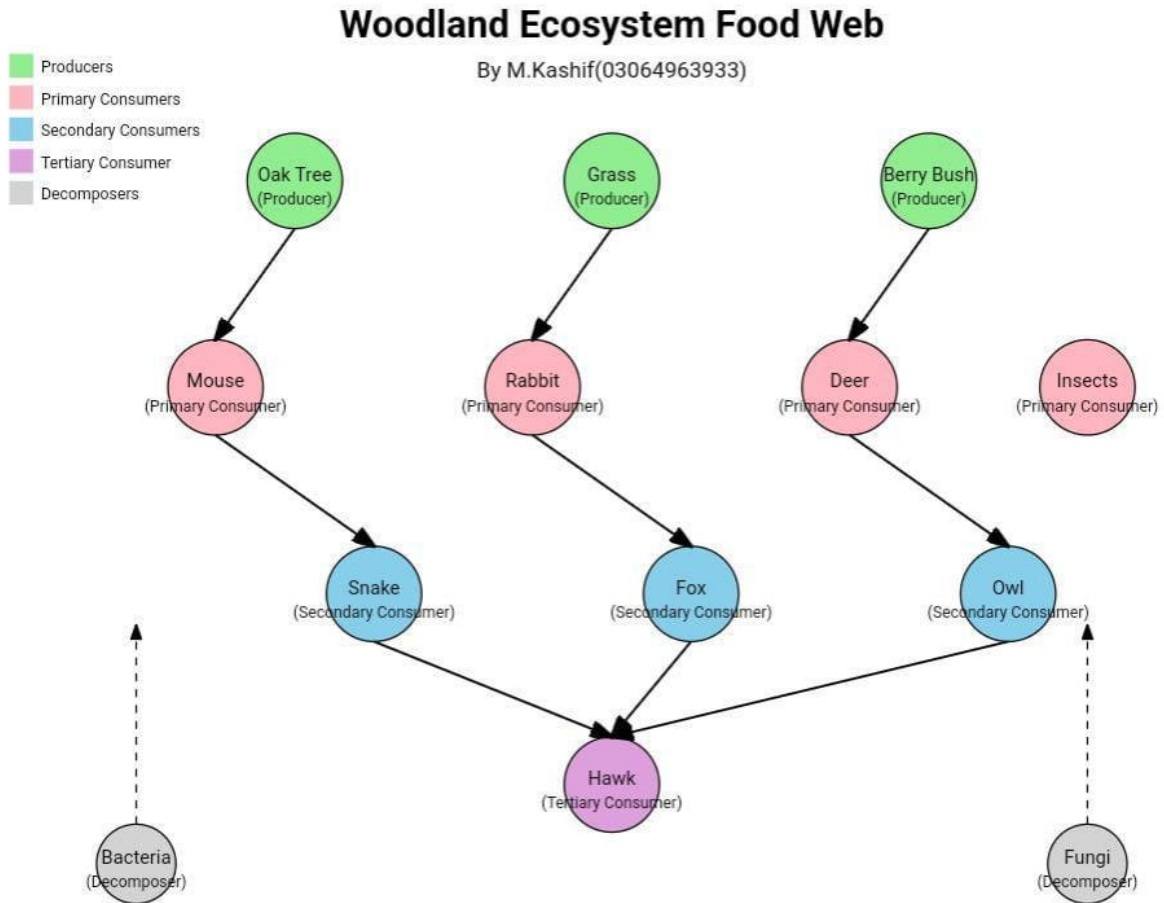 Woodland Ecosystem Food Web
By M.Kashif(03064963933)
Producers
Primary Consumers
Secondary Consumers
Tertiary Consumer
Decomposers
Oak Tree
(Producer)
Grass
(Producer)
Berry Bush
(Producer)
Mouse
(Primary Consumer)
Rabbit
(Primary Consumer)
Deer
(Primary Consumer)
Insects
(Primary Consumer)
Snake
(Secondary Consumer)
Fox
(Secondary Consumer)
Owl
(Secondary Consumer)
Hawk
(Tertiary Consumer)
Bacteria
(Decomposer)
Fungi
(Decomposer)